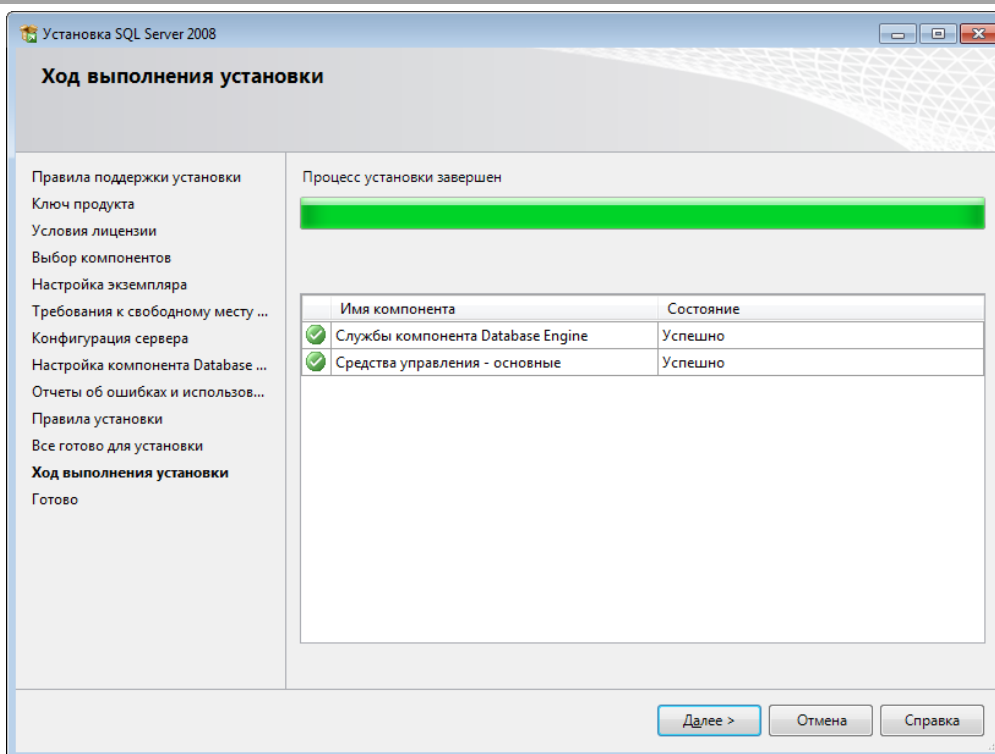 Установка SQL Server 2008
Ход выполнения установки
Правила поддержки установки
Ключ продукта
Условия лицензии
Выбор компонентов
Настройка экземпляра
Требования к свободному месту ...
Конфигурация сервера
Настройка компонента Database ...
Отчеты об ошибках и использов...
Правила установки
Все готово для установки
Ход выполнения установки
Готово
Процесс установки завершен
Имя компонента Состояние
Службы компонента Database Engine Успешно
Средства управления - основные Успешно
Далее > Отмена Справка